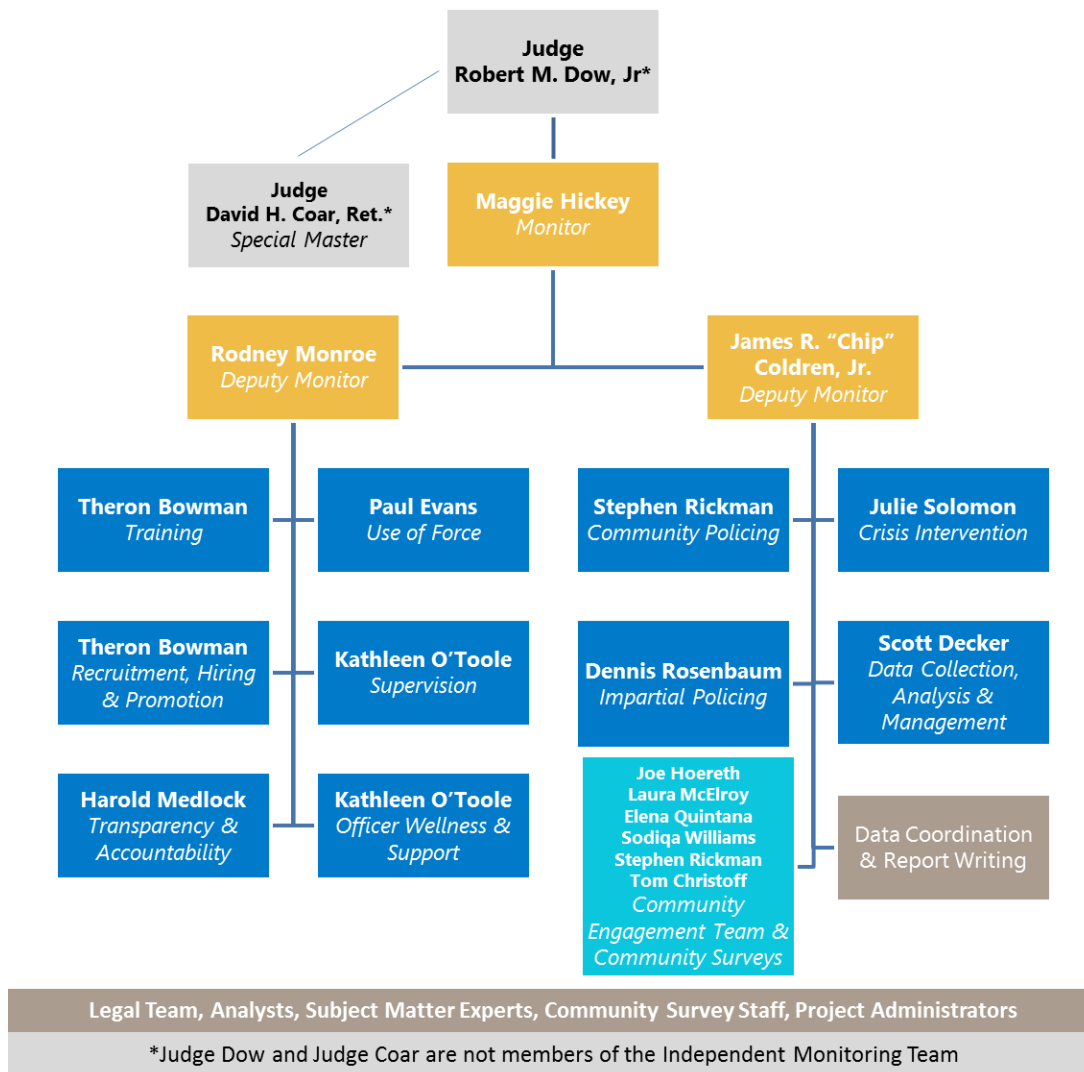 Judge
Robert M. Dow, Jr*
Judge
David H. Coar, Ret.*
Special Master
Maggie Hickey
Monitor
Rodney Monroe
Deputy Monitor
James R. “Chip”
Coldren, Jr.
Deputy Monitor
Theron Bowman
Training
Paul Evans
Use of Force
Stephen Rickman
Community Policing
Julie Solomon
Crisis Intervention
Theron Bowman
Recruitment, Hiring
& Promotion
Kathleen O’Toole
Supervision
Dennis Rosenbaum
Impartial Policing
Scott Decker
Data Collection,
Analysis &
Management
Harold Medlock
Transparency &
Accountability
Kathleen O’Toole
Officer Wellness &
Support
Joe Hoereth
Laura McElroy
Elena Quintana
Sodiqa Williams
Stephen Rickman
Tom Christoff
Community
Engagement Team &
Community Surveys
Data Coordination
& Report Writing
Legal Team, Analysts, Subject Matter Experts, Community Survey Staff, Project Administrators
*Judge Dow and Judge Coar are not members of the Independent Monitoring Team